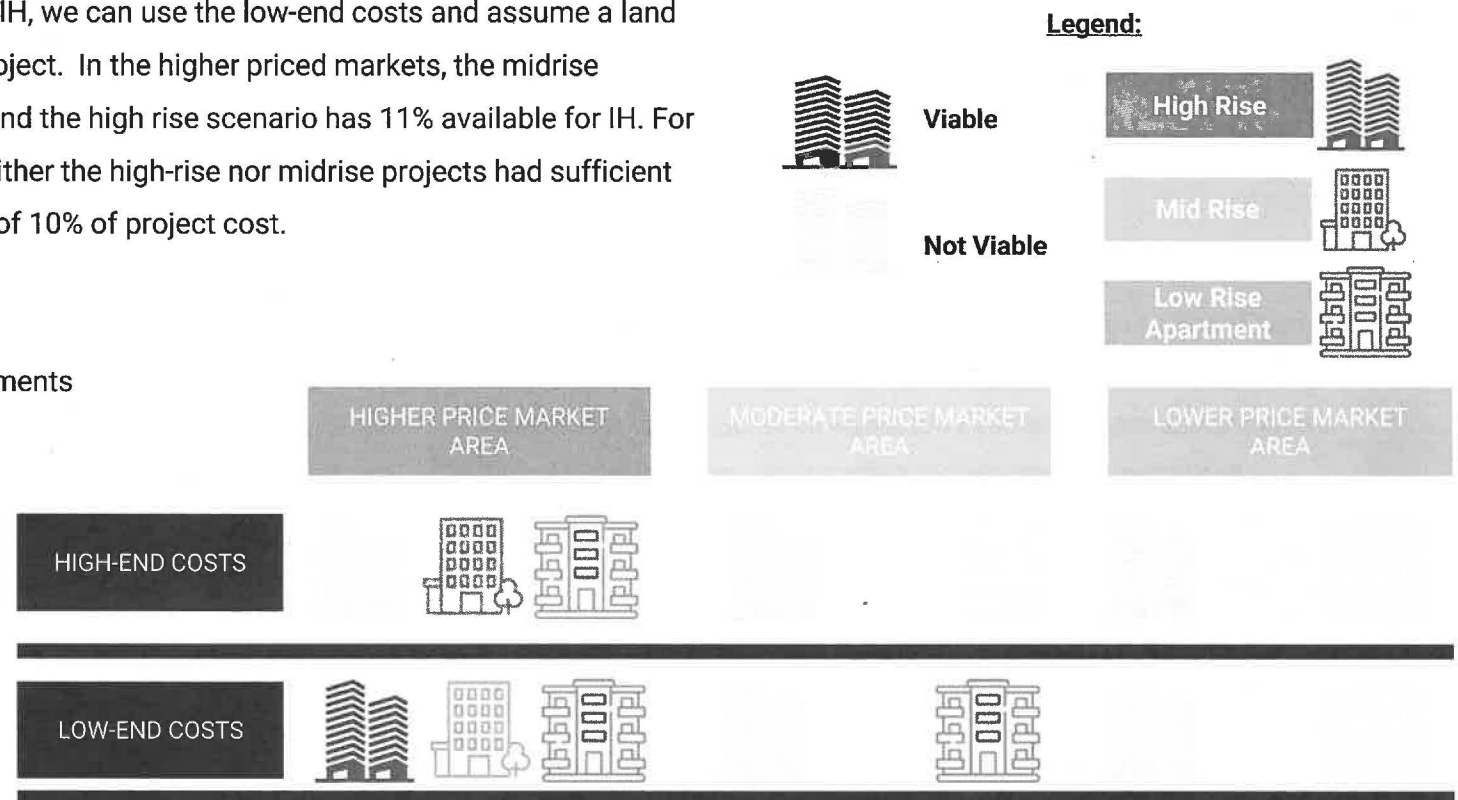 IH, we can use the low-end costs and assume a land
oject. In the higher priced markets, the midrise
nd the high rise scenario has 11% available for IH. For
ither the high-rise nor midrise projects had sufficient
of 10% of project cost.
ments
Legend:
Viable
Not Viable
High Rise
Mid Rise
Low Rise
Apartment
HIGHER PRICE MARKET
AREA
MODERATE PRICE MARKET
AREA
LOWER PRICE MARKET
AREA
HIGH-END COSTS
LOW-END COSTS